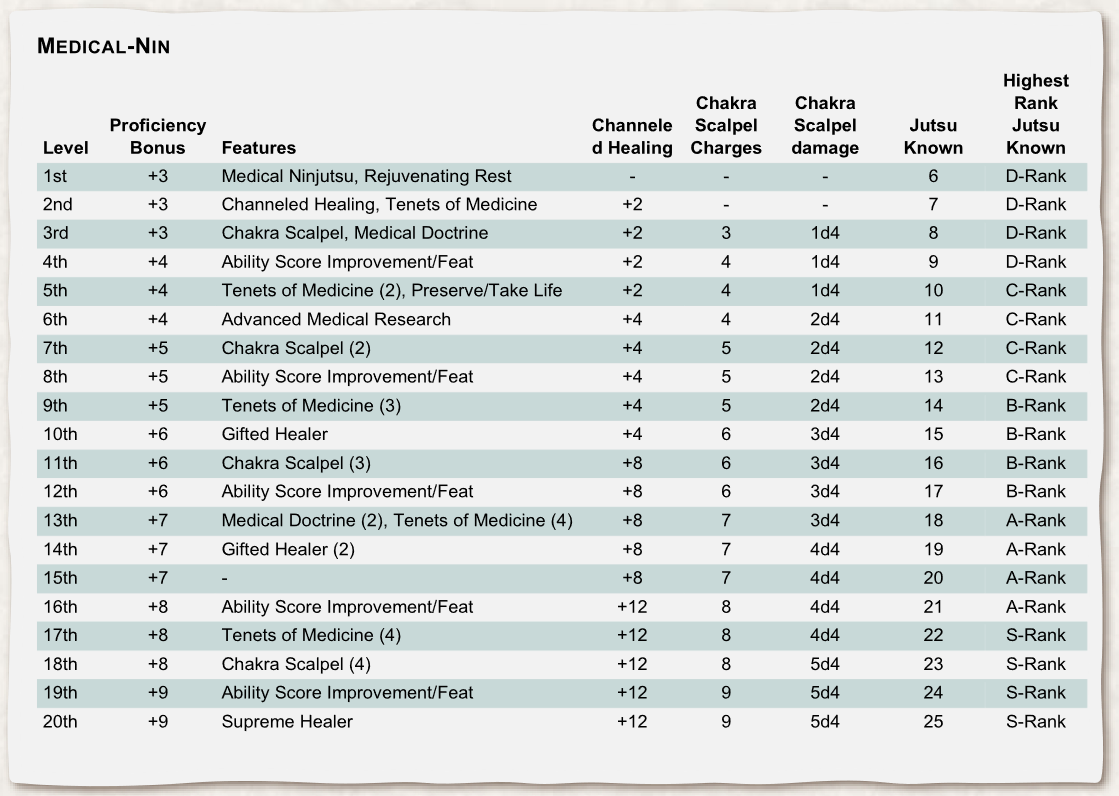 MEDICAL-NIN
Highest
Chakra Chakra Rank
Proficiency Channele Scalpel Scalpel Jutsu Jutsu
Level Bonus Features d Healing Charges damage Known Known
1st +3 Medical Ninjutsu, Rejuvenating Rest - - - 6 D-Rank
2nd +3 Channeled Healing, Tenets of Medicine +2 - - 7 D-Rank
3rd +3 Chakra Scalpel, Medical Doctrine +2 3 1d4 8 D-Rank
4th +4 Ability Score Improvement/Feat +2 4 1d4 9 D-Rank
5th +4 Tenets of Medicine (2), Preserve/Take Life +2 4 1d4 10 C-Rank
6th +4 Advanced Medical Research +4 4 2d4 11 C-Rank
7th +5 Chakra Scalpel (2) +4 5 2d4 12 C-Rank
8th +5 Ability Score Improvement/Feat +4 5 2d4 13 C-Rank
9th +5 Tenets of Medicine (3) +4 5 2d4 14 B-Rank
10th +6 Gifted Healer +4 6 3d4 15 B-Rank
11th +6 Chakra Scalpel (3) +8 6 3d4 16 B-Rank
12th +6 Ability Score Improvement/Feat +8 6 3d4 17 B-Rank
13th +7 Medical Doctrine (2), Tenets of Medicine (4) +8 7 3d4 18 A-Rank
14th +7 Gifted Healer (2) +8 7 4d4 19 A-Rank
15th +7 - +8 7 4d4 20 A-Rank
16th +8 Ability Score Improvement/Feat +12 8 4d4 21 A-Rank
17th +8 Tenets of Medicine (4) +12 8 4d4 22 S-Rank
18th +8 Chakra Scalpel (4) +12 8 5d4 23 S-Rank
19th +9 Ability Score Improvement/Feat +12 9 5d4 24 S-Rank
20th +9 Supreme Healer +12 9 5d4 25 S-Rank